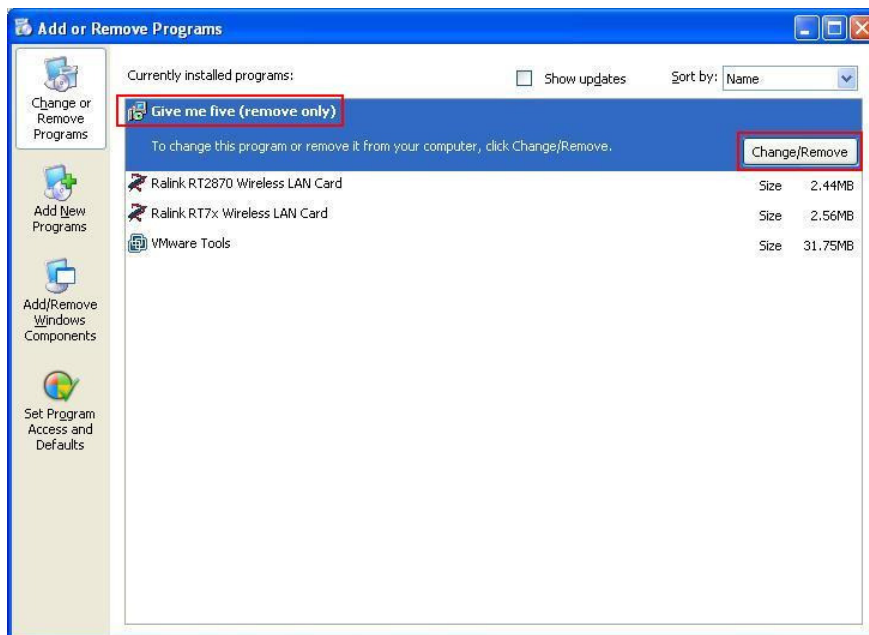 Add or Remove Programs
Change or
Remove
Programs
Add New
Programs
Add/Remove
Windows
Components
Set Program
Access and
Defaults
Currently installed programs:
Show updates
Sort by:
Name
Give me five (remove only)
To change this program or remove it from your computer, click Change/Remove.
Change/Remove
Ralink RT2870 Wireless LAN Card Size 2.44MB
Ralink RT7x Wireless LAN Card Size 2.56MB
VMware Tools Size 31.75MB